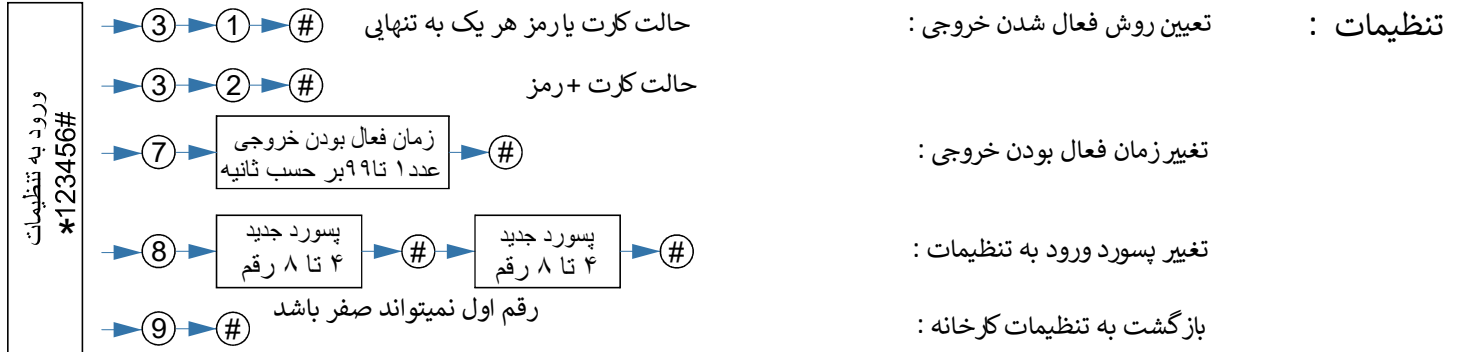 تنظیمات :
تعیین روش فعال شدن خروجی :
حالت کارت یا رمز هر یک به تنهایی
3 1 #
حالت کارت +رمز
3 2 #
تغییر زمان فعال بودن خروجی :
7
زمان فعال بودن خروجی
عدد۱ تا۹۹بر حسب ثانیه
#
تغییر پسورد ورود به تنظیمات :
8
پسورد جدید
۴ تا ۸ رقم
#
پسورد جدید
۴ تا ۸ رقم
#
رقم اول نمیتواند صفر باشد
بازگشت به تنظیمات کارخانه :
9 #
ورود به تنظیمات
*123456#